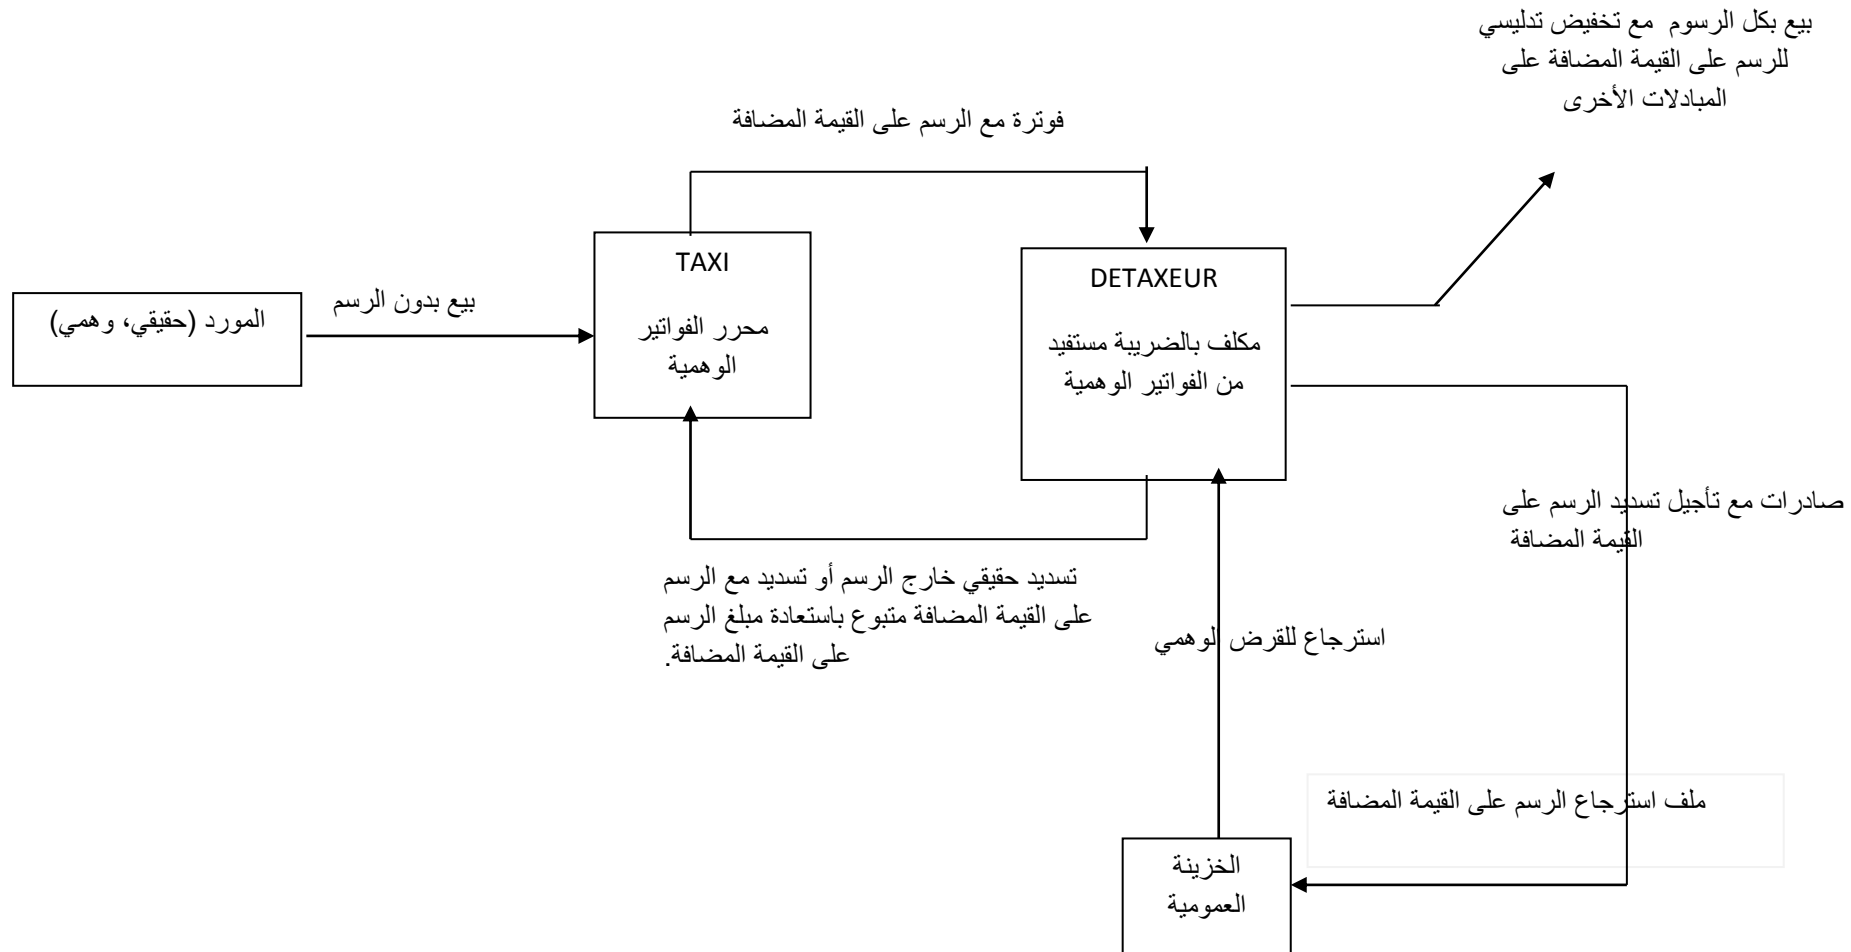 بيع بكل الرسوم مع تخفيض تدليسي
للرسم على القيمة المضافة على
المبادلات الأخرى
فوترة مع الرسم على القيمة المضافة
TAXI
محرر الفواتير
الوهمية
DETAXEUR
مكلف بالضريبة مستفيد
من الفواتير الوهمية
بيع بدون الرسم
المورد (حقيقي، وهمي)
صادرات مع تأجيل تسديد الرسم على
القيمة المضافة
تسديد حقيقي خارج الرسم أو تسديد مع الرسم
على القيمة المضافة متبوع باستعادة مبلغ الرسم
على القيمة المضافة.
استرجاع للقرض الوهمي
ملف استرجاع الرسم على القيمة المضافة
الخزينة
العمومية